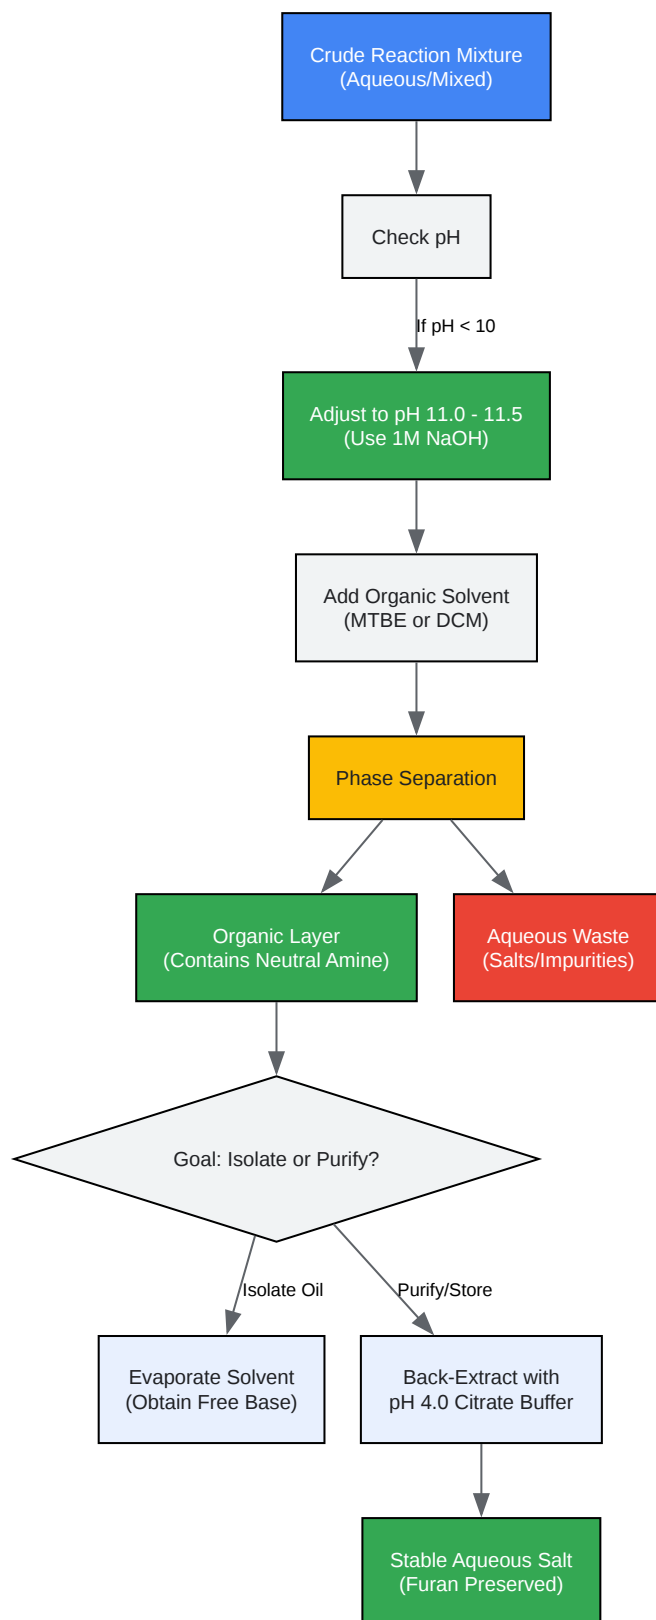 Crude Reaction Mixture
(Aqueous/Mixed)
Check pH
If pH < 10
Adjust to pH 11.0 - 11.5
(Use 1M NaOH)
Add Organic Solvent
(MTBE or DCM)
Phase Separation
Organic Layer
(Contains Neutral Amine)
Aqueous Waste
(Salts/Impurities)
Goal: Isolate or Purify?
Isolate Oil
Purify/Store
Evaporate Solvent
(Obtain Free Base)
Back-Extract with
pH 4.0 Citrate Buffer
Stable Aqueous Salt
(Furan Preserved)